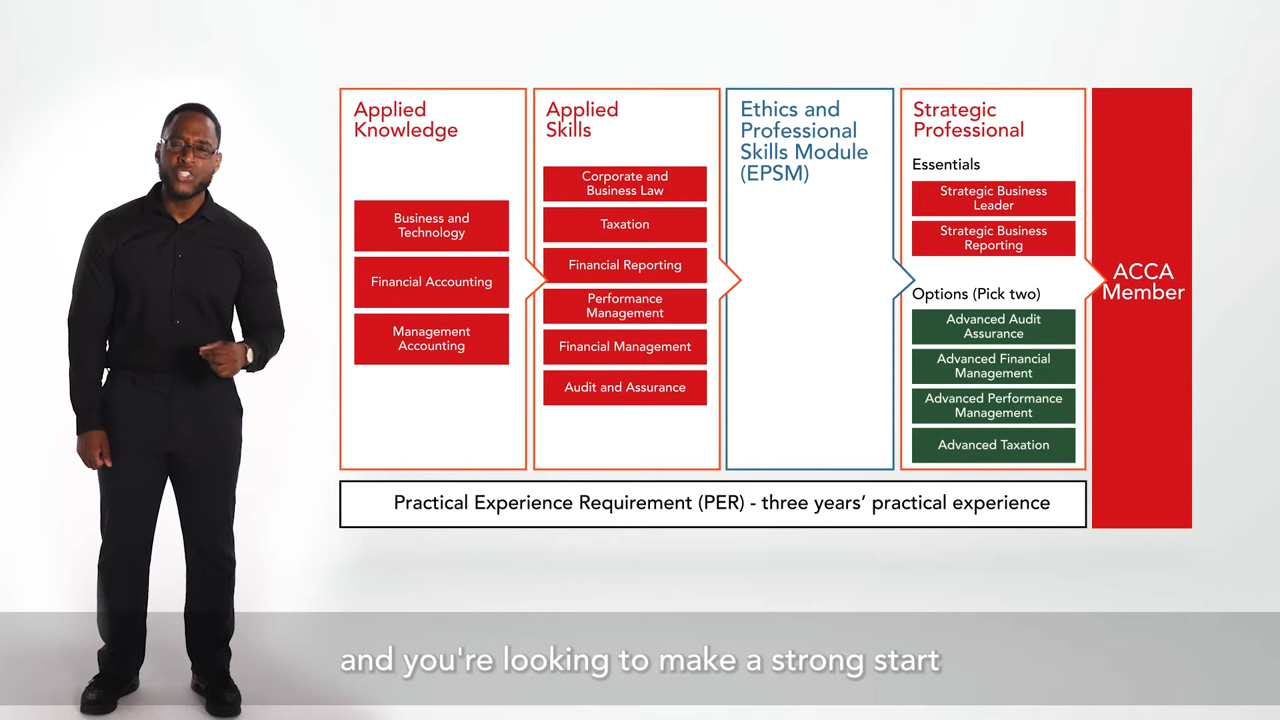 Applied
Knowledge
Business and
Technology
Financial Accounting
Management
Accounting
Applied
Skills
Corporate and
Business Law
Taxation
Financial Reporting
Performance
Management
Financial Management
Audit and Assurance
Ethics and
Professional
Skills Module
(EPSM)
Strategic
Professional
Essentials
Strategic Business
Leader
Strategic Business
Reporting
Options (Pick two)
Advanced Audit
Assurance
Advanced Financial
Management
Advanced Performance
Management
Advanced Taxation
ACCA
Member
Practical Experience Requirement (PER) - three years’ practical experience
and you're looking to make a strong start